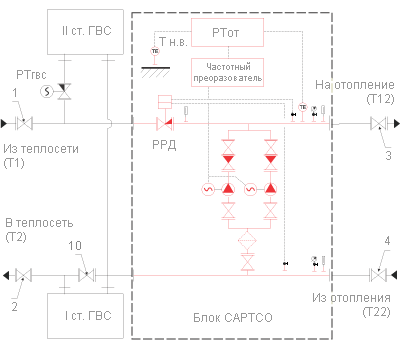 II ст. ГВС
РТгвс
1
Из теплосети
(Т1)
В теплосеть
(Т2)
10
2
I ст. ГВС
РТот
Т н.в.
TE
Частотный
преоразователь
TE
РРД
Блок САРТСО
На отопление
(Т12)
3
4
Из отопления
(Т22)